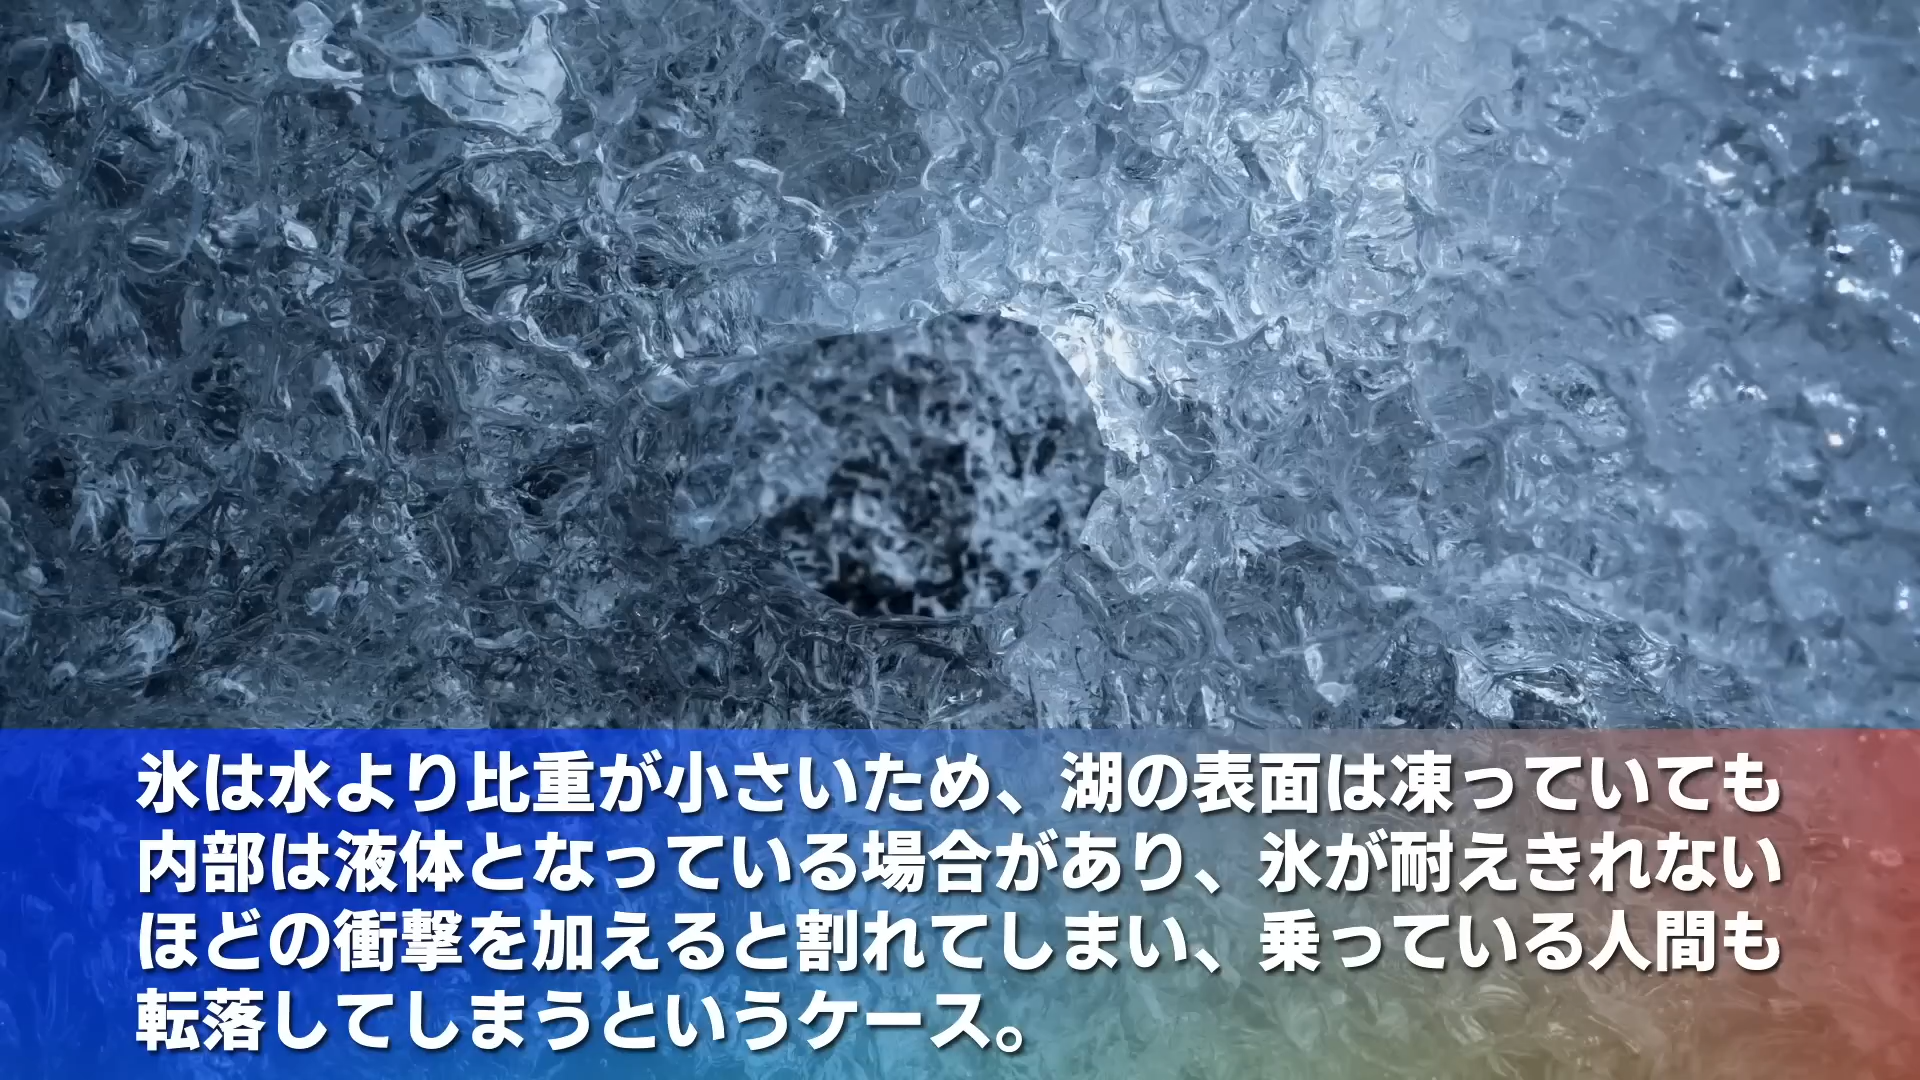 氷は水より比重が小さいため、湖の表面は凍っていても
内部は液体となっている場合があり、氷が耐えきれない
ほどの衝撃を加えると割れてしまい、乗っている人間も
転落してしまうというケース。